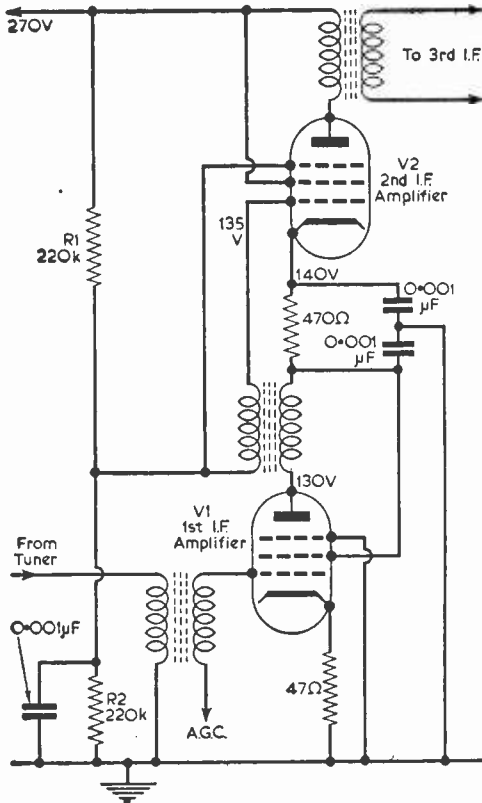 270V
To 3rd I.F.
V2
2nd I.F.
Amplifier
R1
220k
135
V
140V
0·001
μF
470Ω
0·001
μF
130V
V1
1st I.F.
Amplifier
From
Tuner
0·001μF
R2
220k
A.G.C.
47Ω